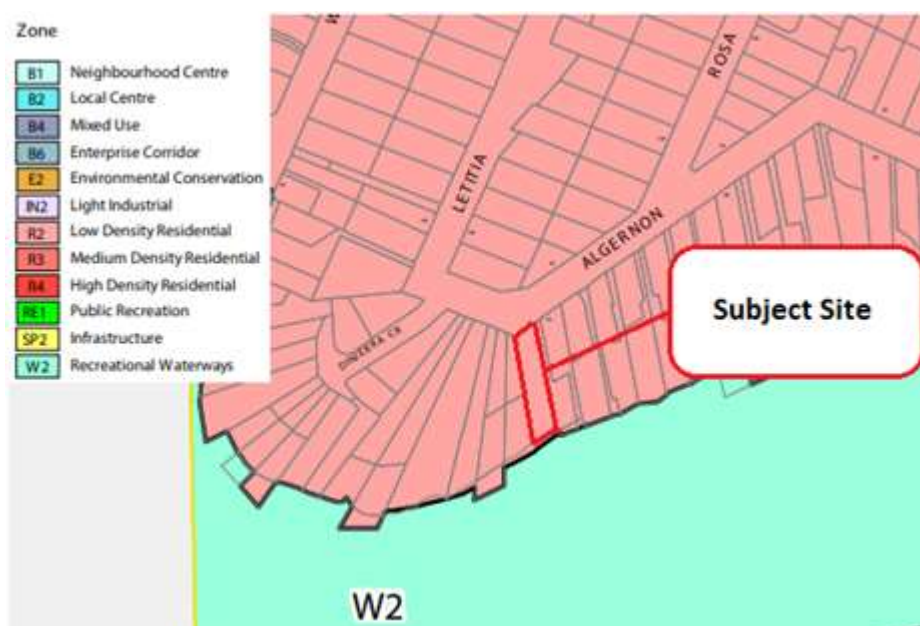 Zone
B1 Neighbourhood Centre
B2 Local Centre
B4 Mixed Use
B6 Enterprise Corridor
E2 Environmental Conservation
IN2 Light Industrial
R2 Low Density Residential
R3 Medium Density Residential
R4 High Density Residential
RE1 Public Recreation
SP2 Infrastructure
W2 Recreational Waterways
LETITIA
ROSA
ALGERNON
Subject Site
W2